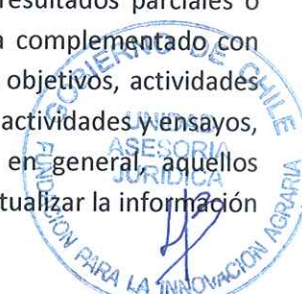 resultados parciales o
complementado con
objetivos, actividades
actividades y ensayos,
en general, aquellos
tualizar la información
GOBIERNO DE CHILE
UNIDAD
ASESORIA
JURIDICA
FUNDACION PARA LA INNOVACION AGRARIA